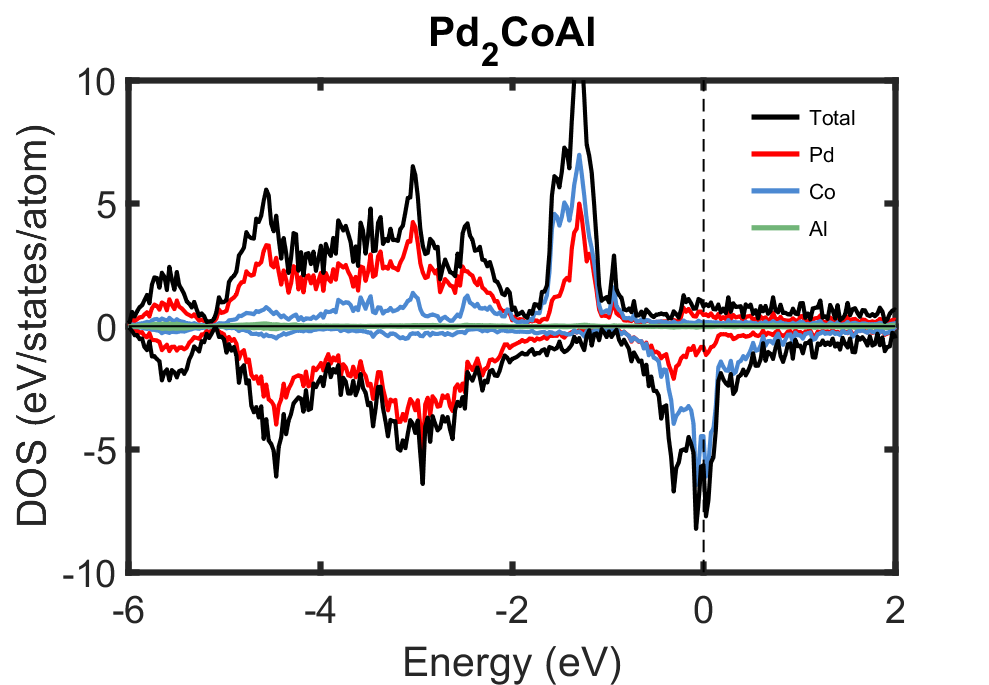 Pd₂CoAl
10
5
0
0
-5
-10
DOS (eV/states/atom)
Total
Pd
Co
Al
-6
-4
-2
0
2
Energy (eV)